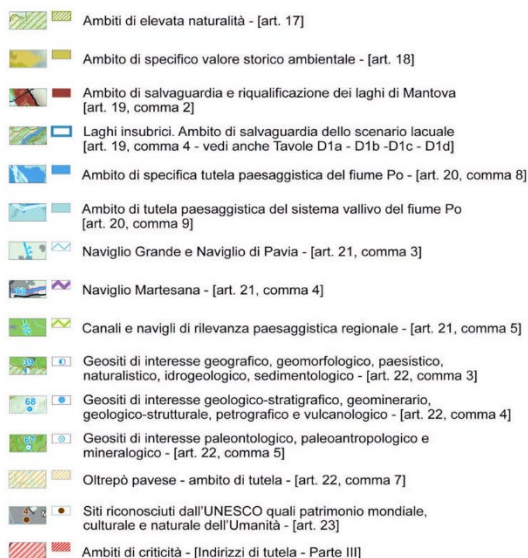 Ambiti di elevata naturalità - [art. 17]
Ambito di specifico valore storico ambientale - [art. 18]
Ambito di salvaguardia e riqualificazione dei laghi di Mantova
[art. 19, comma 2]
Laghi insubrici. Ambito di salvaguardia dello scenario lacuale
[art. 19, comma 4 - vedi anche Tavole D1a - D1b -D1c - D1d]
Ambito di specifica tutela paesaggistica del fiume Po - [art. 20, comma 8]
Ambito di tutela paesaggistica del sistema vallivo del fiume Po
[art. 20, comma 9]
Naviglio Grande e Naviglio di Pavia - [art. 21, comma 3]
Naviglio Martesana - [art. 21, comma 4]
Canali e navigli di rilevanza paesaggistica regionale - [art. 21, comma 5]
Geositi di interesse geografico, geomorfologico, paesistico,
naturalistico, idrogeologico, sedimentologico - [art. 22, comma 3]
68
Geositi di interesse geologico-stratigrafico, geominerario,
geologico-strutturale, petrografico e vulcanologico - [art. 22, comma 4]
Geositi di interesse paleontologico, paleoantropologico e
mineralogico - [art. 22, comma 5]
Oltrepò pavese - ambito di tutela - [art. 22, comma 7]
Siti riconosciuti dall'UNESCO quali patrimonio mondiale,
culturale e naturale dell'Umanità - [art. 23]
Ambiti di criticità - [Indirizzi di tutela - Parte III]